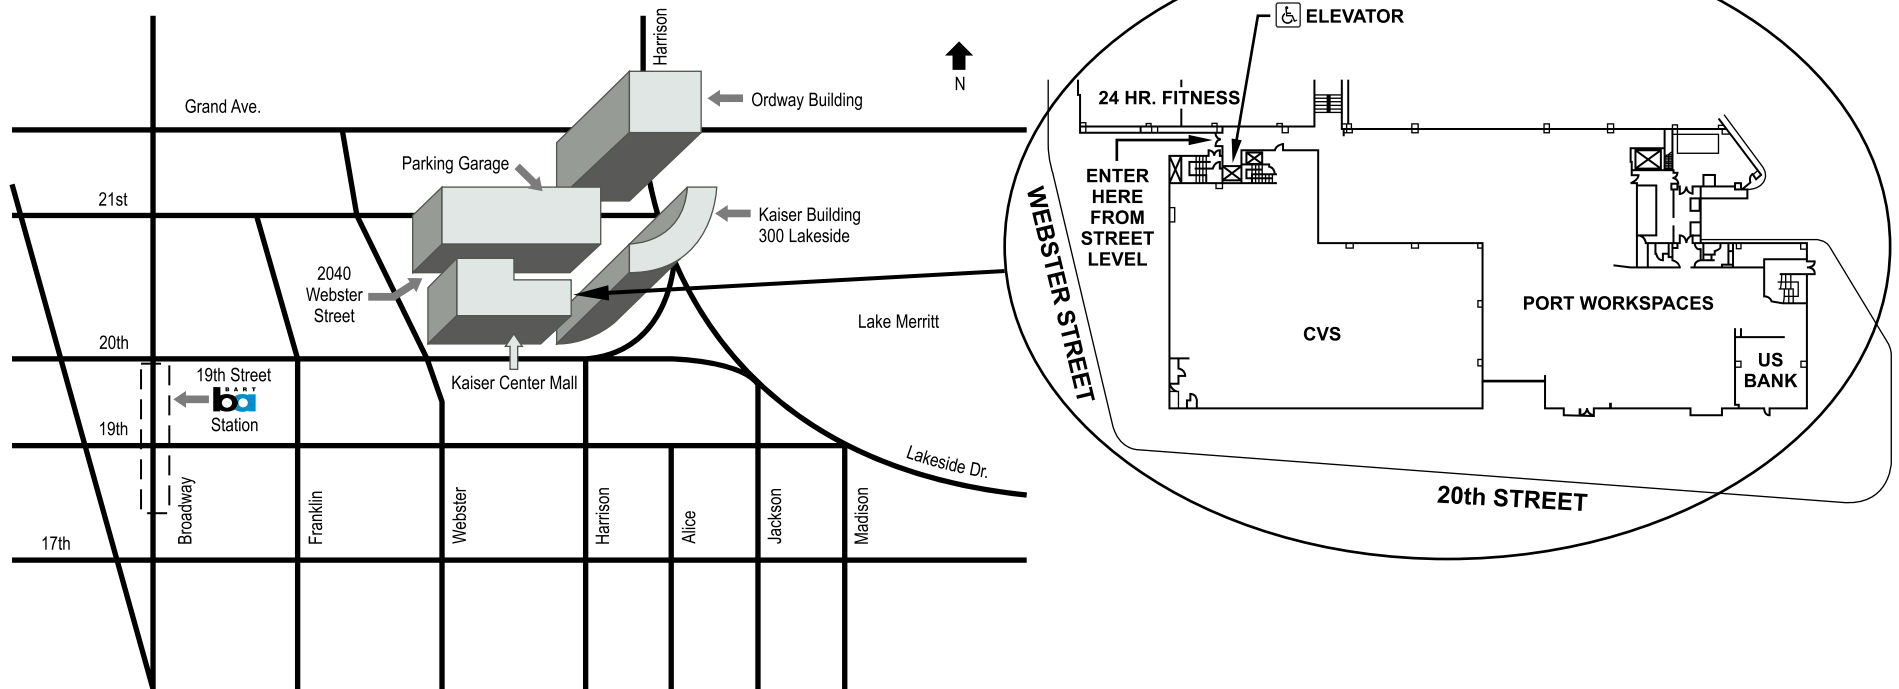 Harrison
Grand Ave.
Ordway Building
N
Parking Garage
21st
Kaiser Building
300 Lakeside
2040
Webster
Street
Lake Merritt
20th
19th Street
BART
ba
Station
Kaiser Center Mall
19th
Lakeside Dr.
Broadway
Franklin
Webster
Harrison
Alice
Jackson
Madison
17th
ELEVATOR
24 HR. FITNESS
ENTER
HERE
FROM
STREET
LEVEL
WEBSTER STREET
CVS
PORT WORKSPACES
US
BANK
20th STREET